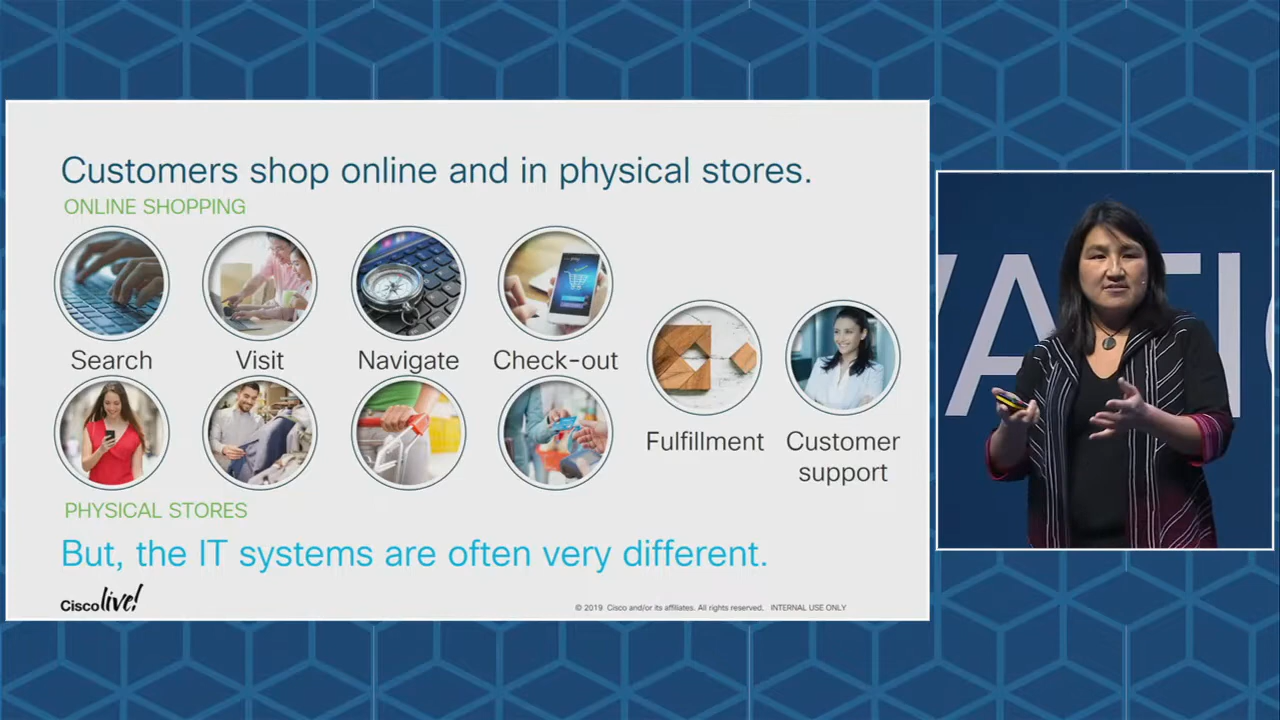 Customers shop online and in physical stores.
ONLINE SHOPPING
Search Visit Navigate Check-out
Fulfillment Customer support
PHYSICAL STORES
But, the IT systems are often very different.
Cisco live!
© 2019 Cisco and/or its affiliates. All rights reserved. INTERNAL USE ONLY
VATIO